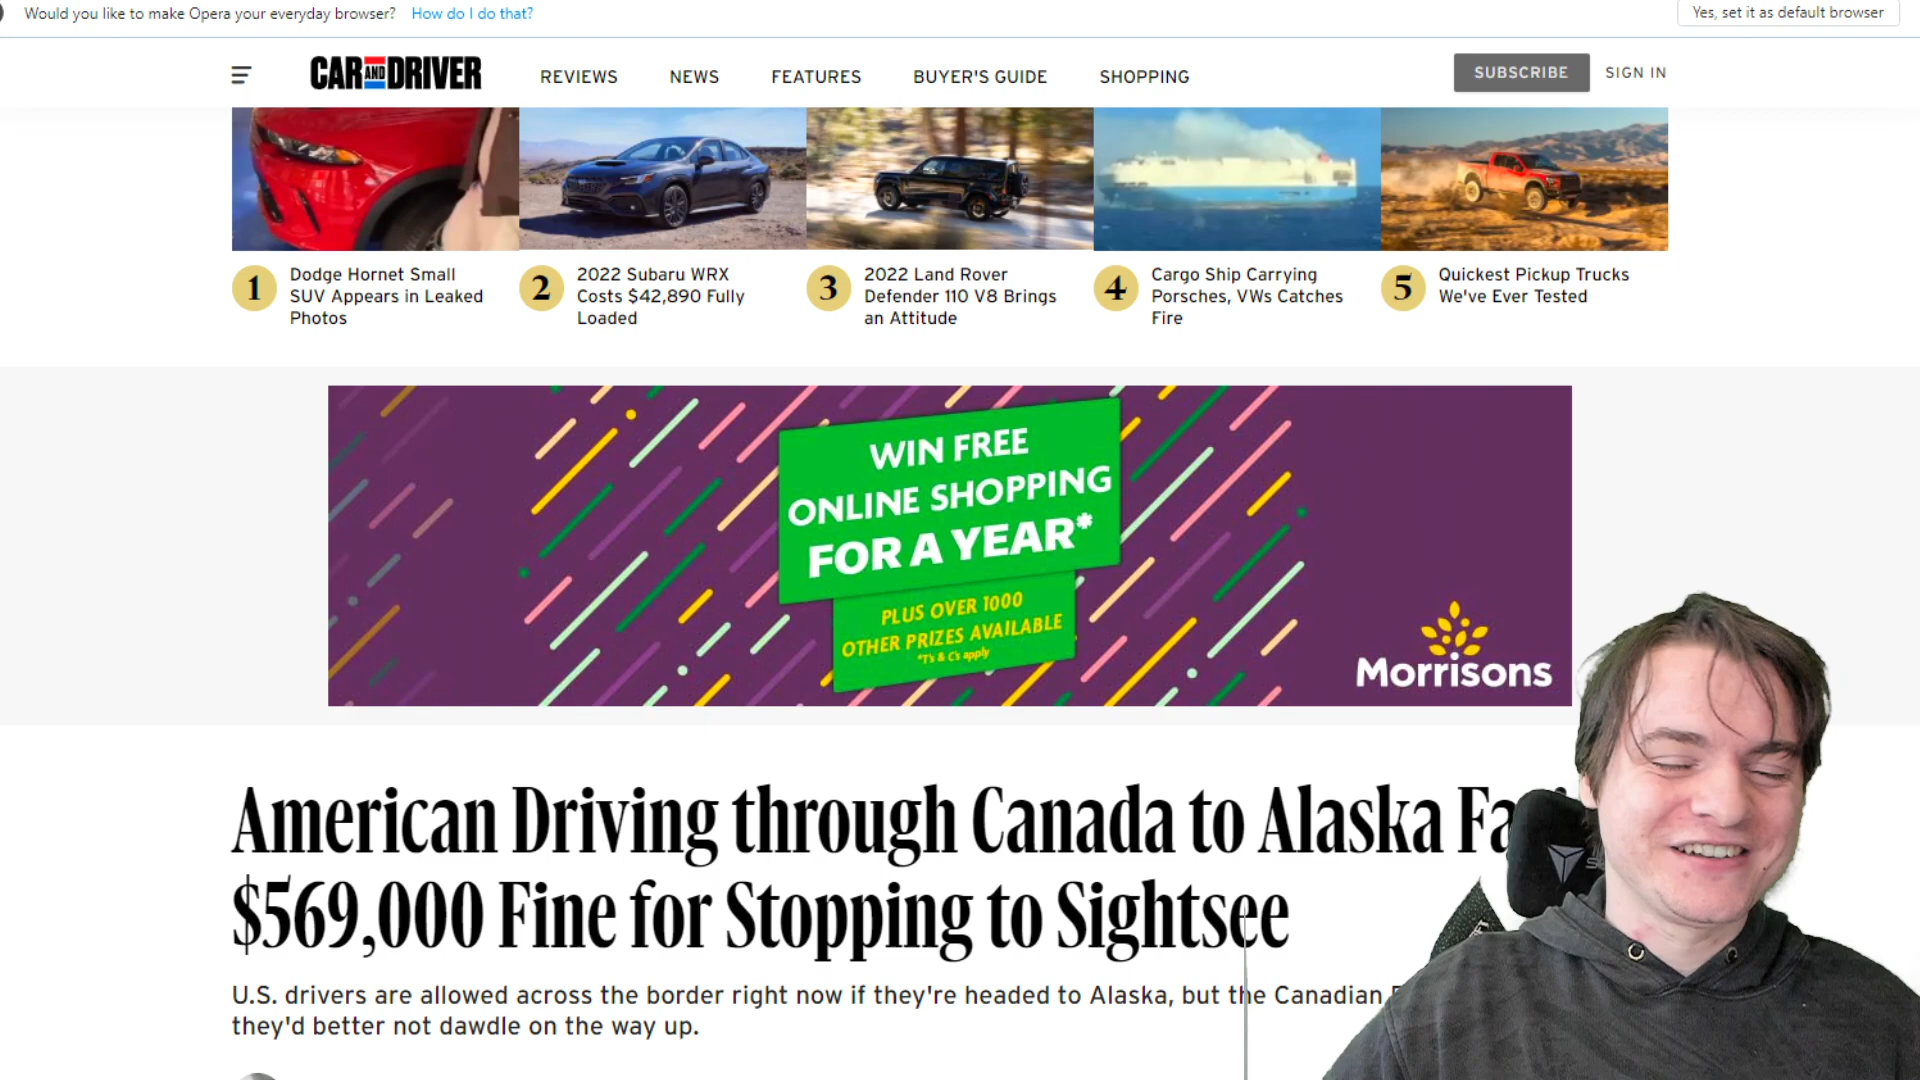 Would you like to make Opera your everyday browser? How do I do that? Yes, set it as default browser
CAR AND DRIVER REVIEWS NEWS FEATURES BUYER'S GUIDE SHOPPING SUBSCRIBE SIGN IN
1 Dodge Hornet Small
SUV Appears in Leaked
Photos
2 2022 Subaru WRX
Costs $42,890 Fully
Loaded
3 2022 Land Rover
Defender 110 V8 Brings
an Attitude
4 Cargo Ship Carrying
Porsches, VWs Catches
Fire
5 Quickest Pickup Trucks
We've Ever Tested
WIN FREE
ONLINE SHOPPING
FOR A YEAR*
PLUS OVER 1000
OTHER PRIZES AVAILABLE
*T's & C's apply
Morrisons
American Driving through Canada to Alaska
$569,000 Fine for Stopping to Sightsee
U.S. drivers are allowed across the border right now if they're headed to Alaska, but the Canadian
they'd better not dawdle on the way up.